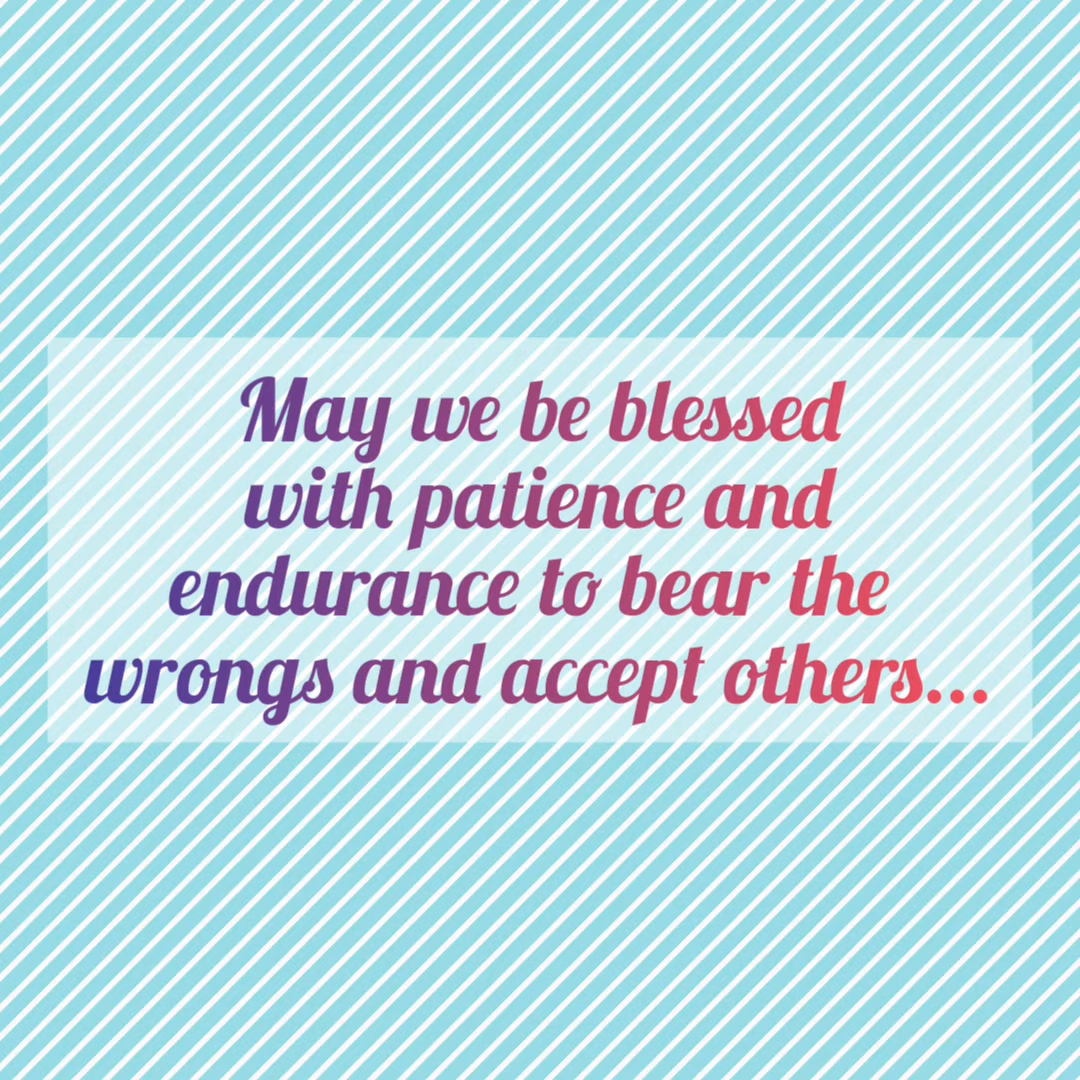 May we be blessed
with patience and
endurance to bear the
wrongs and accept others...